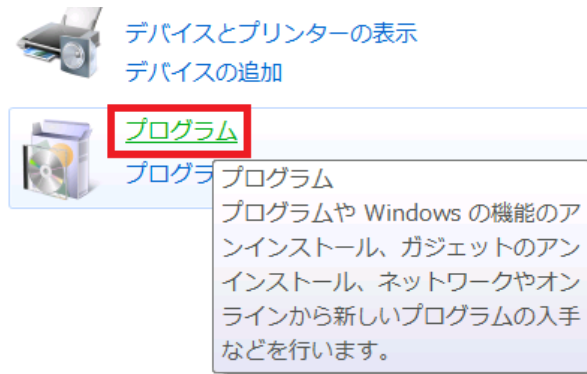 デバイスとプリンターの表示
デバイスの追加
プログラム
プログラ
プログラム
プログラムや Windows の機能のア
ンインストール、ガジェットのアン
インストール、ネットワークやオン
ラインから新しいプログラムの入手
などを行います。